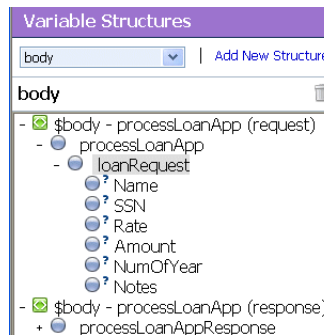 Variable Structures
body | Add New Structure
body
- $body - processLoanApp (request)
- processLoanApp
- loanRequest
? Name
? SSN
? Rate
? Amount
? NumOfYear
? Notes
- $body - processLoanApp (response)
+ processLoanAppResponse